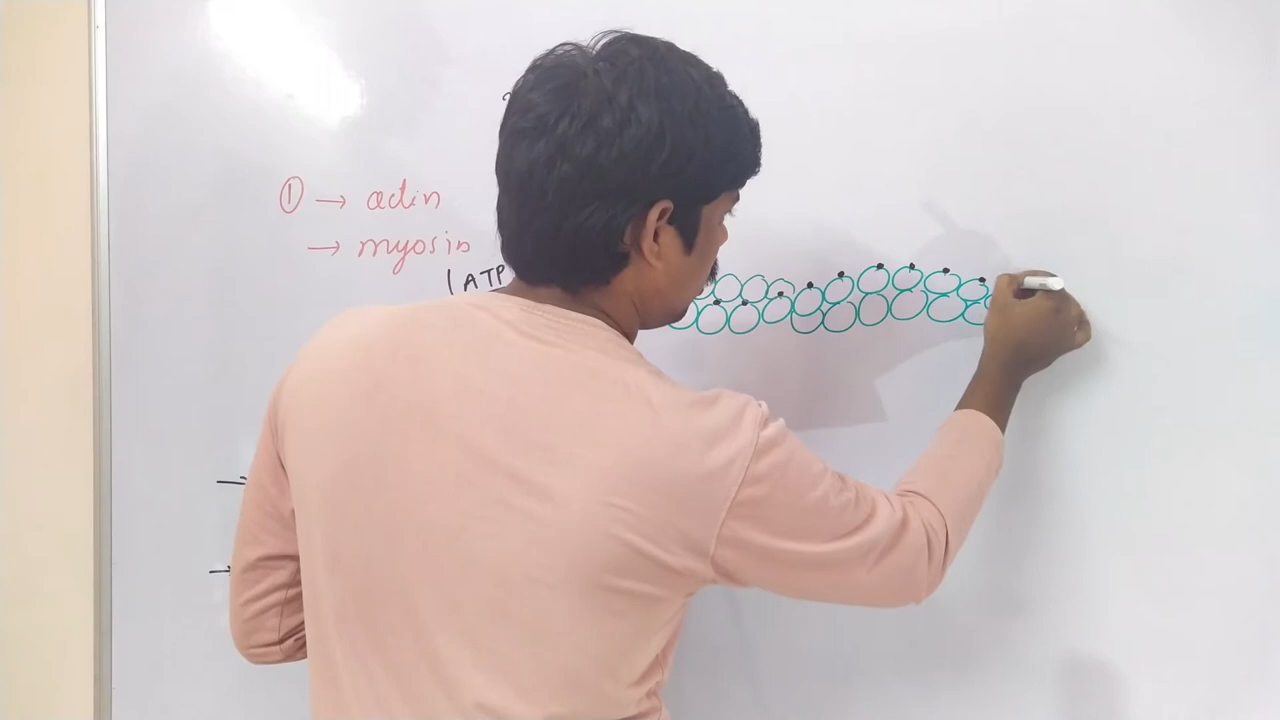 ① → actin
→ myosin
(ATP